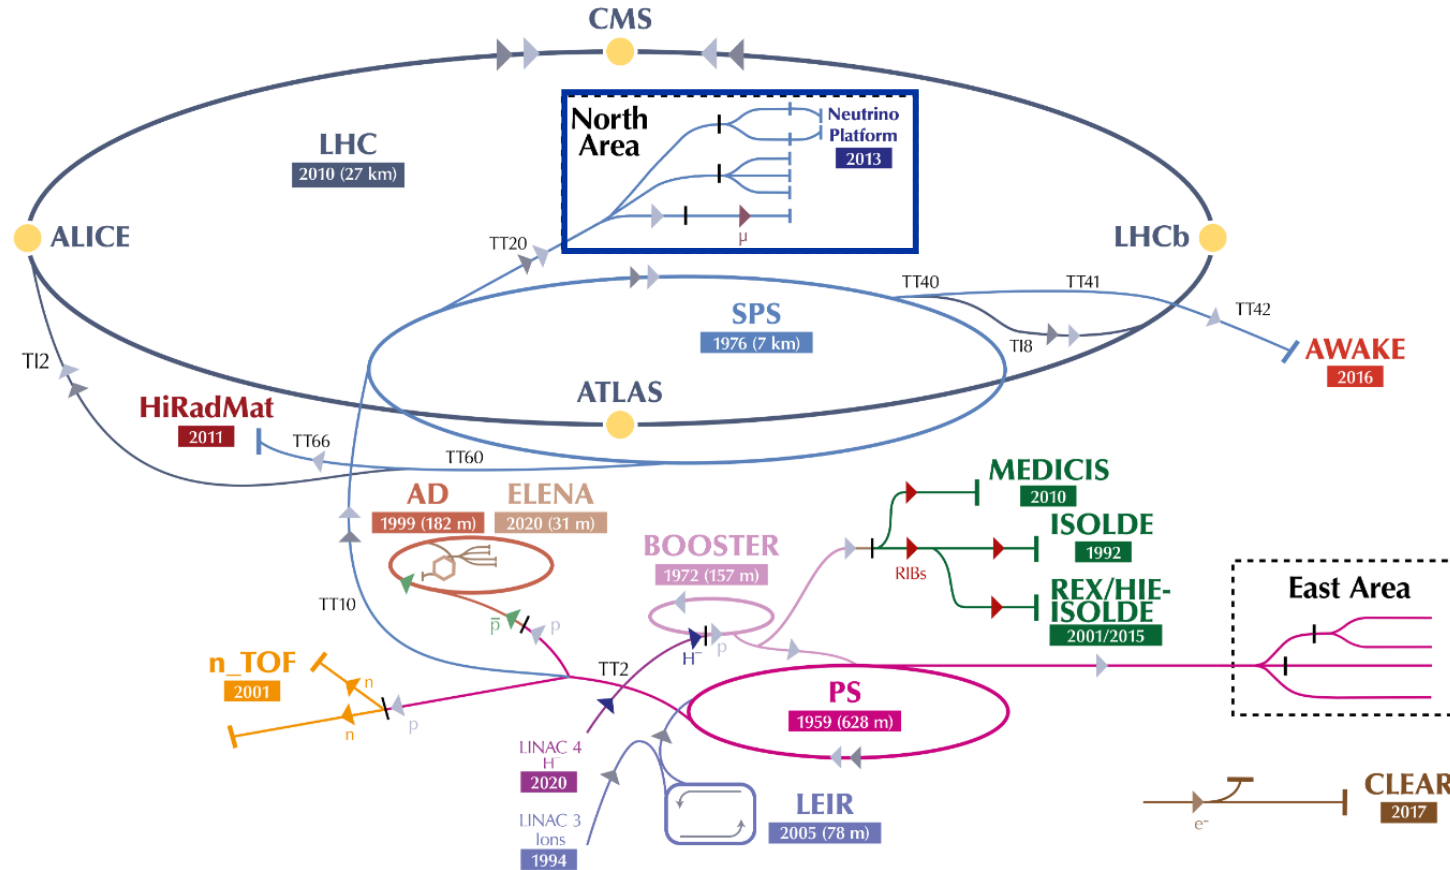 CMS
North
Area
Neutrino
Platform
2013
μ
LHC
2010 (27 km)
ALICE
LHCb
TT20
TT40
TT41
TT42
TI8
SPS
1976 (7 km)
AWAKE
2016
TI2
ATLAS
HiRadMat
2011
TT66
TT60
AD
1999 (182 m)
ELENA
2020 (31 m)
MEDICIS
2010
ISOLDE
1992
REX/HIE-
ISOLDE
2001/2015
RIBs
BOOSTER
1972 (157 m)
East Area
TT10
p̅
p
H⁻
p
TT2
n_TOF
2001
n
n
p
PS
1959 (628 m)
LINAC 4
H⁻
2020
LINAC 3
Ions
1994
LEIR
2005 (78 m)
CLEAR
2017
e⁻